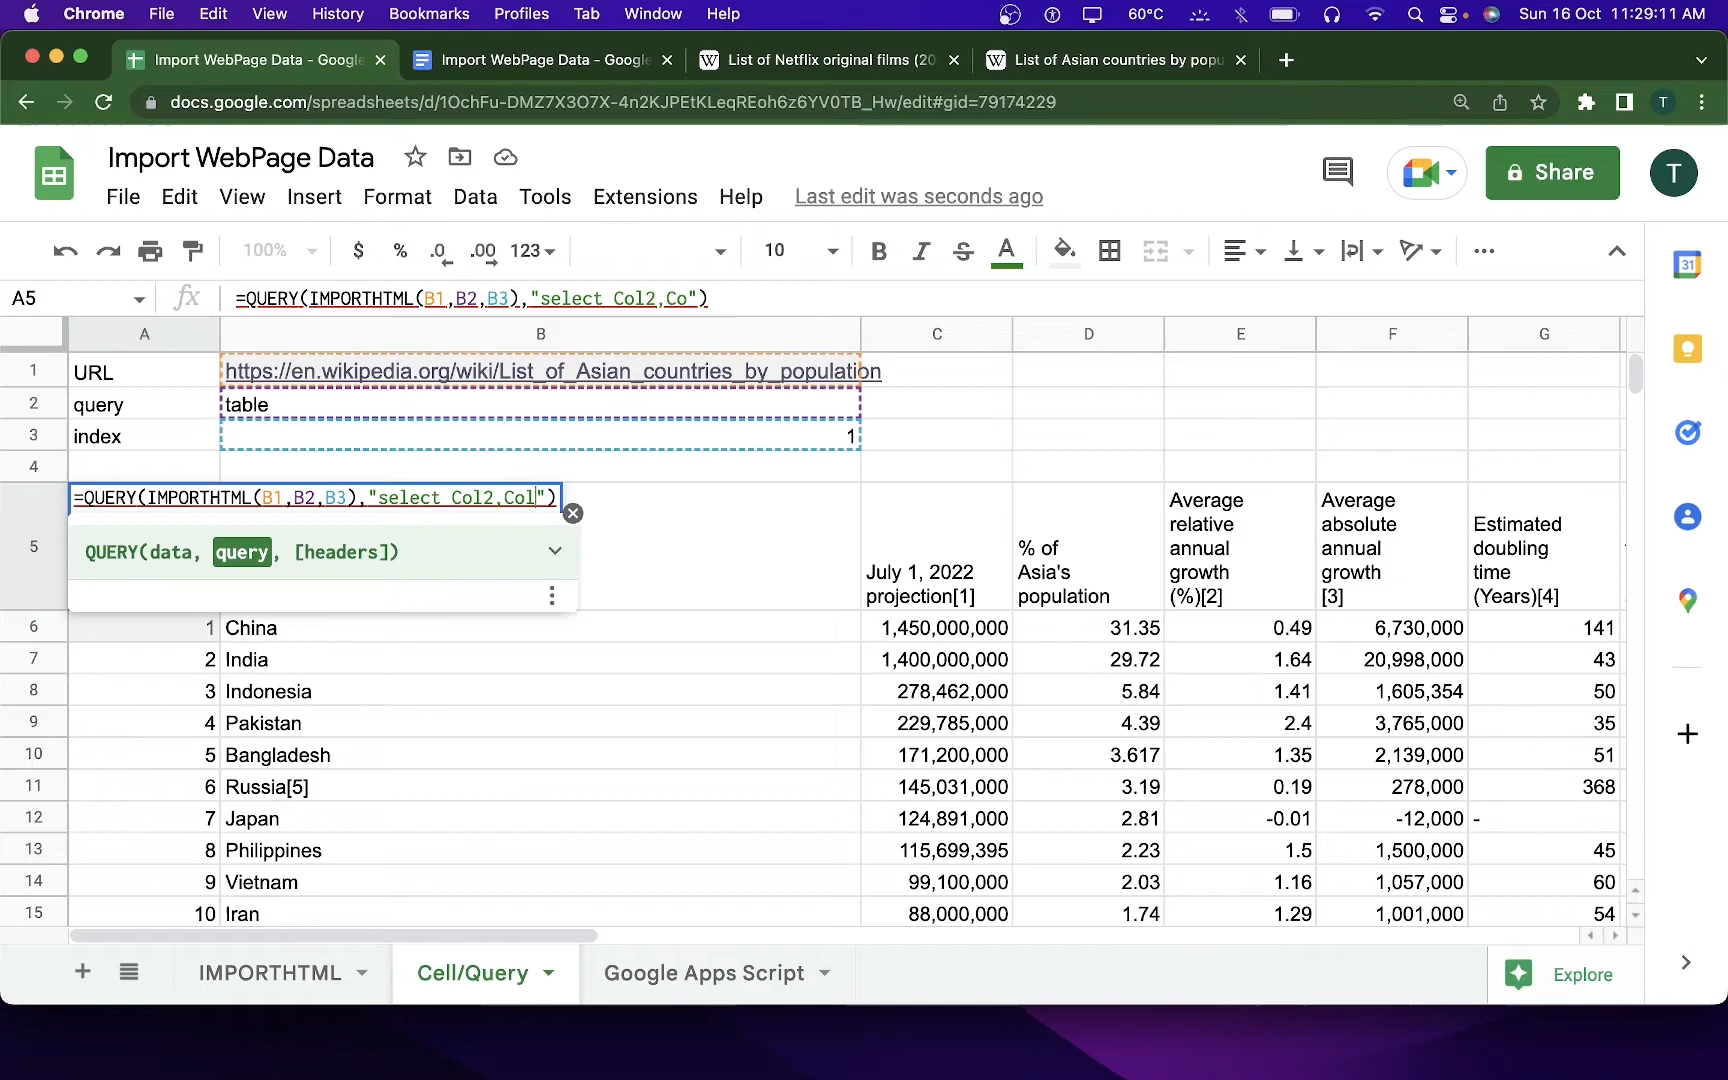 Chrome File Edit View History Bookmarks Profiles Tab Window Help 60°C Sun 16 Oct 11:29:11 AM
Import WebPage Data - Google Import WebPage Data - Google List of Netflix original films (20 List of Asian countries by popu
docs.google.com/spreadsheets/d/1OchFu-DMZ7X3O7X-4n2KJPEtKLeqREoh6z6YV0TB_Hw/edit#gid=79174229 T
Import WebPage Data
Share T
File Edit View Insert Format Data Tools Extensions Help Last edit was seconds ago
100% $ % .0 .00 123 10 B I S A
31
A5 fx =QUERY(IMPORTHTML(B1,B2,B3),"select Col2,Co")
A B C D E F G
1 URL https://en.wikipedia.org/wiki/List_of_Asian_countries_by_population
2 query table
3 index 1
4
5 =QUERY(IMPORTHTML(B1,B2,B3),"select Col2,Col")
QUERY(data, query, [headers])
July 1, 2022
projection[1]
% of
Asia's
population
Average
relative
annual
growth
(%)[2]
Average
absolute
annual
growth
[3]
Estimated
doubling
time
(Years)[4]
6 1 China 1,450,000,000 31.35 0.49 6,730,000 141
7 2 India 1,400,000,000 29.72 1.64 20,998,000 43
8 3 Indonesia 278,462,000 5.84 1.41 1,605,354 50
9 4 Pakistan 229,785,000 4.39 2.4 3,765,000 35
10 5 Bangladesh 171,200,000 3.617 1.35 2,139,000 51
11 6 Russia[5] 145,031,000 3.19 0.19 278,000 368
12 7 Japan 124,891,000 2.81 -0.01 -12,000 -
13 8 Philippines 115,699,395 2.23 1.5 1,500,000 45
14 9 Vietnam 99,100,000 2.03 1.16 1,057,000 60
15 10 Iran 88,000,000 1.74 1.29 1,001,000 54
IMPORTHTML Cell/Query Google Apps Script Explore